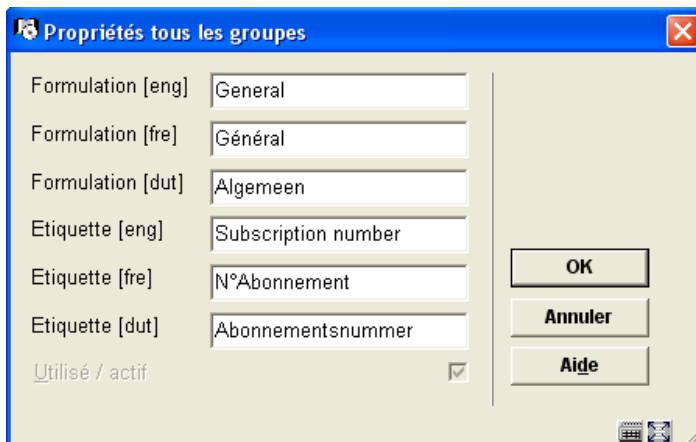 Propriétés tous les groupes
Formulation [eng] General
Formulation [fre] Général
Formulation [dut] Algemeen
Etiquette [eng] Subscription number
Etiquette [fre] N°Abonnement
Etiquette [dut] Abonnementsnummer
Utilisé / actif
OK
Annuler
Aide